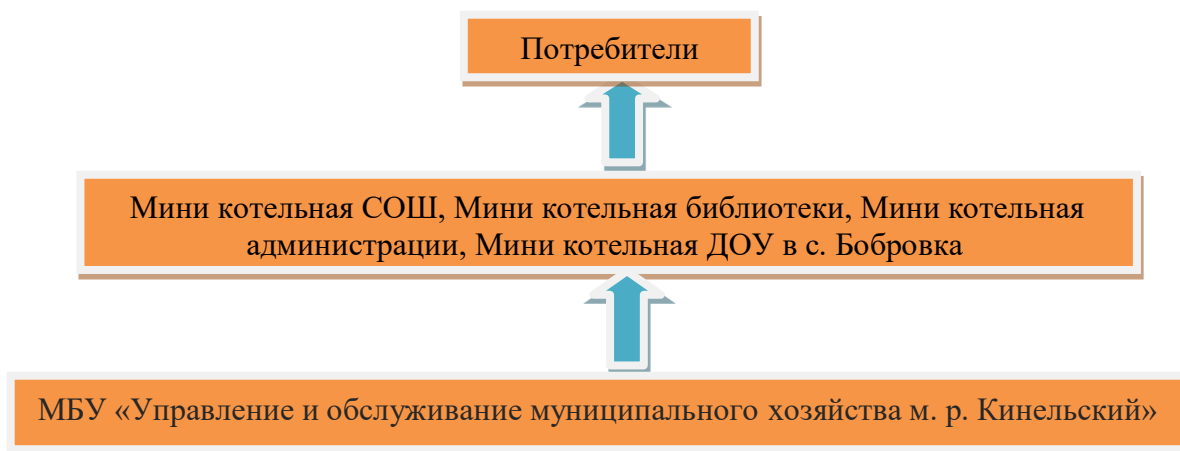 Потребители
Мини котельная СОШ, Мини котельная библиотеки, Мини котельная
администрации, Мини котельная ДОУ в с. Бобровка
МБУ «Управление и обслуживание муниципального хозяйства м. р. Кинельский»